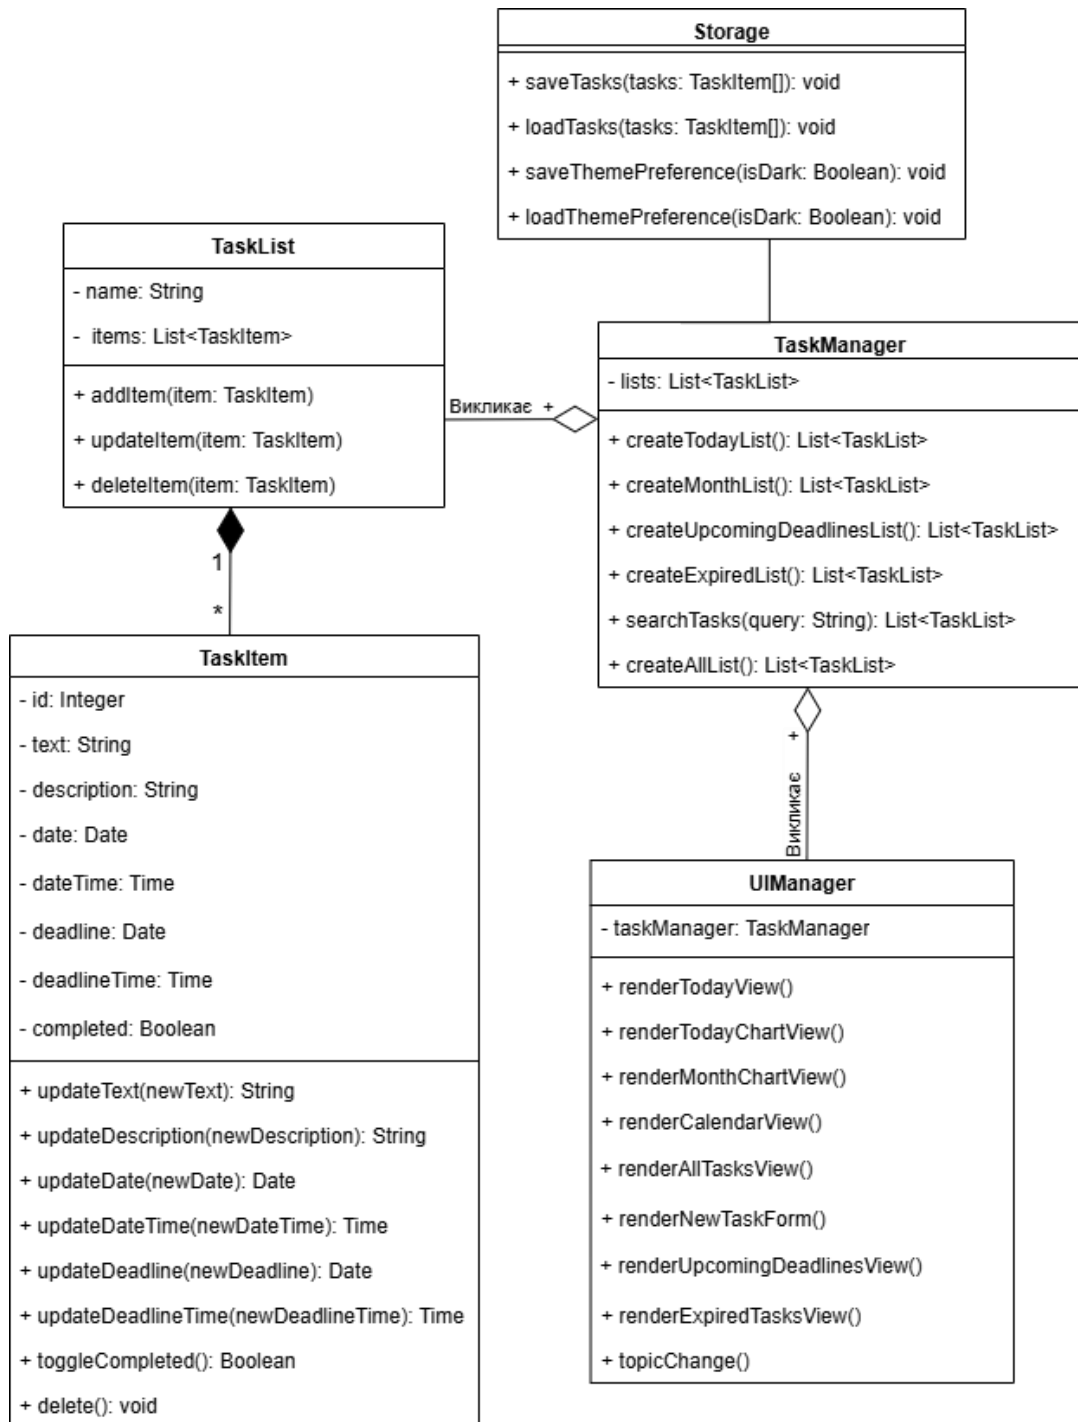 Storage
+ saveTasks(tasks: TaskItem[]): void
+ loadTasks(tasks: TaskItem[]): void
+ saveThemePreference(isDark: Boolean): void
+ loadThemePreference(isDark: Boolean): void
TaskList
- name: String
- items: List<TaskItem>
+ addItem(item: TaskItem)
+ updateItem(item: TaskItem)
+ deleteItem(item: TaskItem)
Викликає +
TaskManager
- lists: List<TaskList>
+ createTodayList(): List<TaskList>
+ createMonthList(): List<TaskList>
+ createUpcomingDeadlinesList(): List<TaskList>
+ createExpiredList(): List<TaskList>
+ searchTasks(query: String): List<TaskList>
+ createAllList(): List<TaskList>
1
*
TaskItem
- id: Integer
- text: String
- description: String
- date: Date
- dateTime: Time
- deadline: Date
- deadlineTime: Time
- completed: Boolean
+ updateText(newText): String
+ updateDescription(newDescription): String
+ updateDate(newDate): Date
+ updateDateTime(newDateTime): Time
+ updateDeadline(newDeadline): Date
+ updateDeadlineTime(newDeadlineTime): Time
+ toggleCompleted(): Boolean
+ delete(): void
Викликає +
UIManager
- taskManager: TaskManager
+ renderTodayView()
+ renderTodayChartView()
+ renderMonthChartView()
+ renderCalendarView()
+ renderAllTasksView()
+ renderNewTaskForm()
+ renderUpcomingDeadlinesView()
+ renderExpiredTasksView()
+ topicChange()